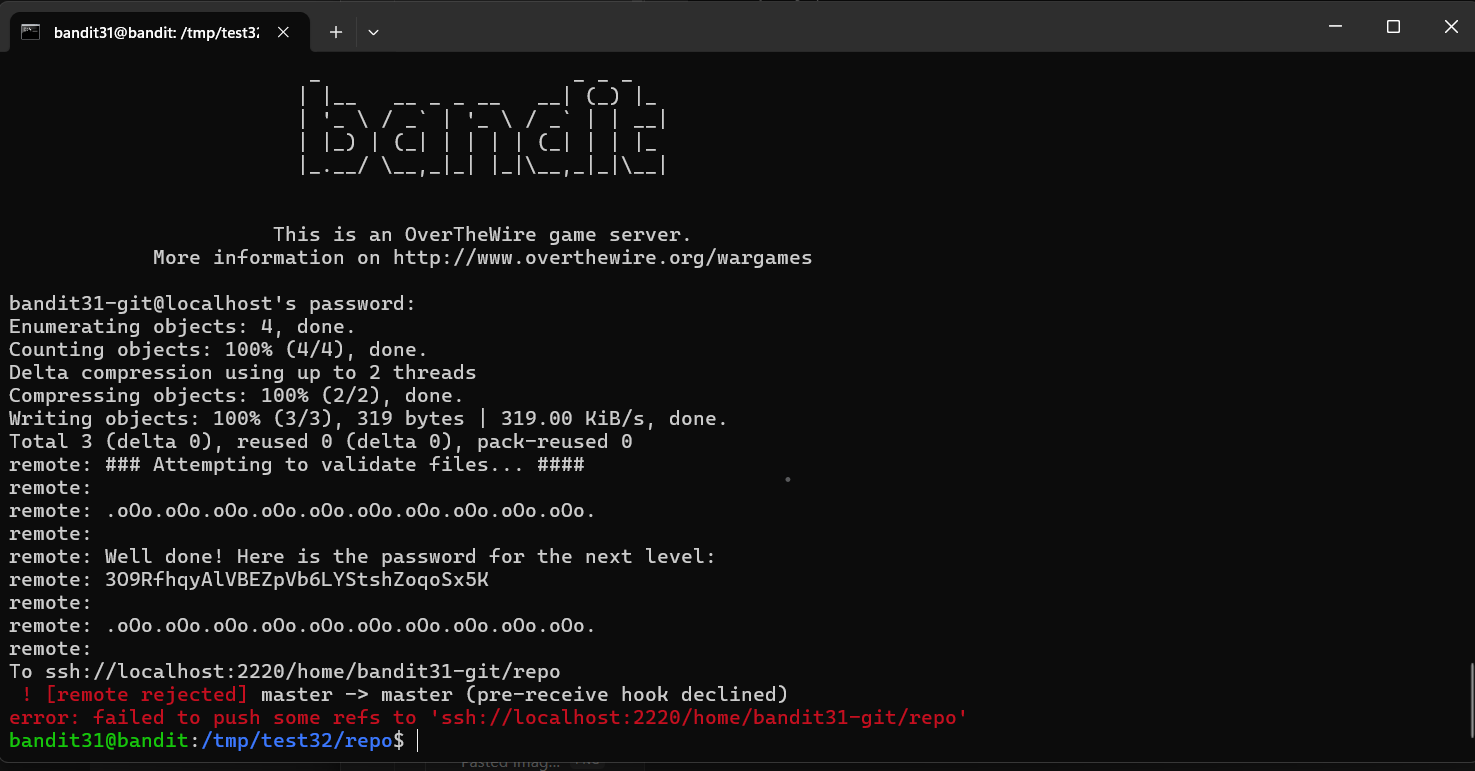 bandit31@bandit: /tmp/test32
 _                     _ _ _
| |__   __ _ _ __   __| (_) |_
| '_ \ / _` | '_ \ / _` | | __|
| |_) | (_| | | | | (_| | | |_
|_.__/ \__,_|_| |_|\__,_|_|\__|
This is an OverTheWire game server.
More information on http://www.overthewire.org/wargames
bandit31-git@localhost's password:
Enumerating objects: 4, done.
Counting objects: 100% (4/4), done.
Delta compression using up to 2 threads
Compressing objects: 100% (2/2), done.
Writing objects: 100% (3/3), 319 bytes | 319.00 KiB/s, done.
Total 3 (delta 0), reused 0 (delta 0), pack-reused 0
remote: ### Attempting to validate files... ####
remote:
remote: .oOo.oOo.oOo.oOo.oOo.oOo.oOo.oOo.oOo.oOo.
remote:
remote: Well done! Here is the password for the next level:
remote: 3O9RfhqyAlVBEZpVb6LYStshZoqoSx5K
remote:
remote: .oOo.oOo.oOo.oOo.oOo.oOo.oOo.oOo.oOo.oOo.
remote:
To ssh://localhost:2220/home/bandit31-git/repo
 ! [remote rejected] master -> master (pre-receive hook declined)
error: failed to push some refs to 'ssh://localhost:2220/home/bandit31-git/repo'
bandit31@bandit:/tmp/test32/repo$
Pasted imag...